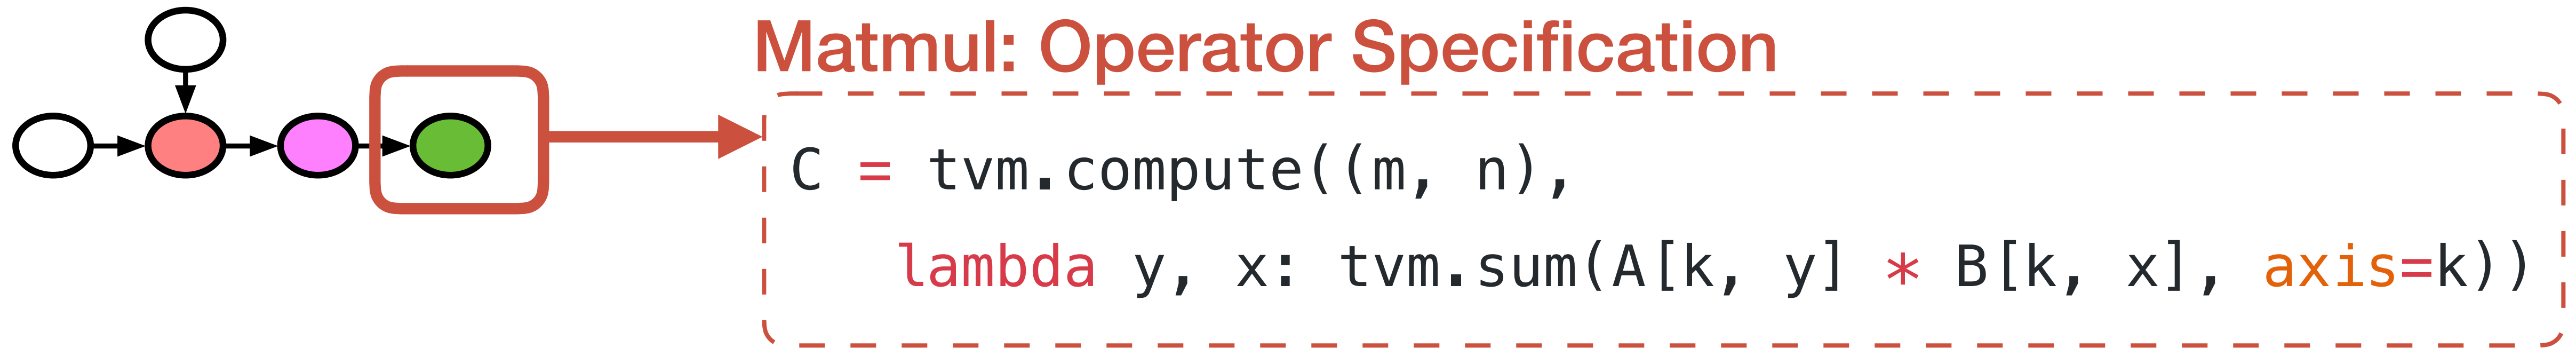 Matmul: Operator Specification
C = tvm.compute((m, n),
lambda y, x: tvm.sum(A[k, y] * B[k, x], axis=k))